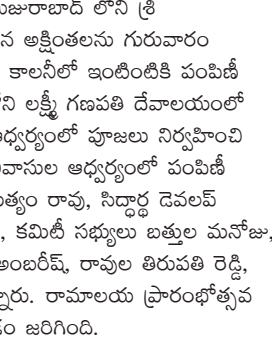 జురాబాద్ లోని శ్రీ
న అక్షింతలను గురువారం
కాలనీలో ఇంటింటికి పంపిణీ
ని లక్ష్మీ గణపతి దేవాలయంలో
ఆధ్వర్యంలో పూజలు నిర్వహించి
వాసుల ఆధ్వర్యంలో పంపిణీ
త్యం రావు, సిద్ధార్థ డెవలప్
, కమిటీ సభ్యులు బత్తుల మనోజు,
అంబరీష్, రావుల తిరుపతి రెడ్డి,
న్నారు. రామాలయ ప్రారంభోత్సవ
ం జరిగింది.